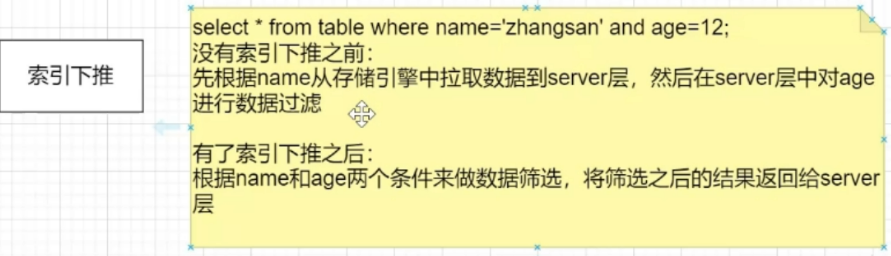 索引下推
select * from table where name='zhangsan' and age=12;
没有索引下推之前：
先根据name从存储引擎中拉取数据到server层，然后在server层中对age
进行数据过滤
有了索引下推之后：
根据name和age两个条件来做数据筛选，将筛选之后的结果返回给server
层